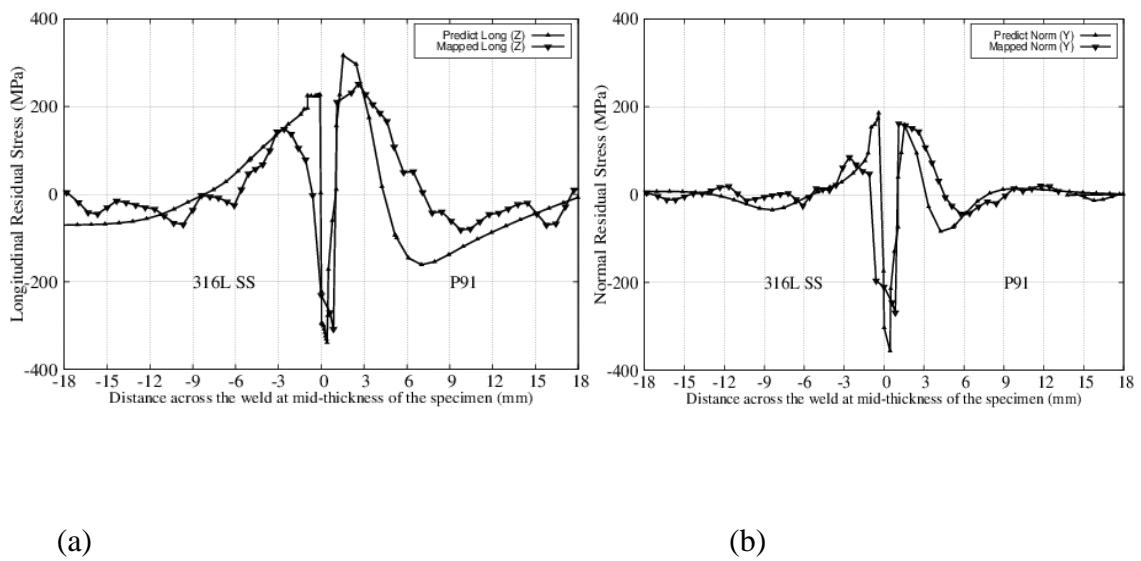 400
200
0
-200
-400
Longitudinal Residual Stress (MPa)
Predict Long (Z)
Mapped Long (Z)
316L SS
P91
-18 -15 -12 -9 -6 -3 0 3 6 9 12 15 18
Distance across the weld at mid-thickness of the specimen (mm)
(a)
400
200
0
-200
-400
Normal Residual Stress (MPa)
Predict Norm (Y)
Mapped Norm (Y)
316L SS
P91
-18 -15 -12 -9 -6 -3 0 3 6 9 12 15 18
Distance across the weld at mid-thickness of the specimen (mm)
(b)